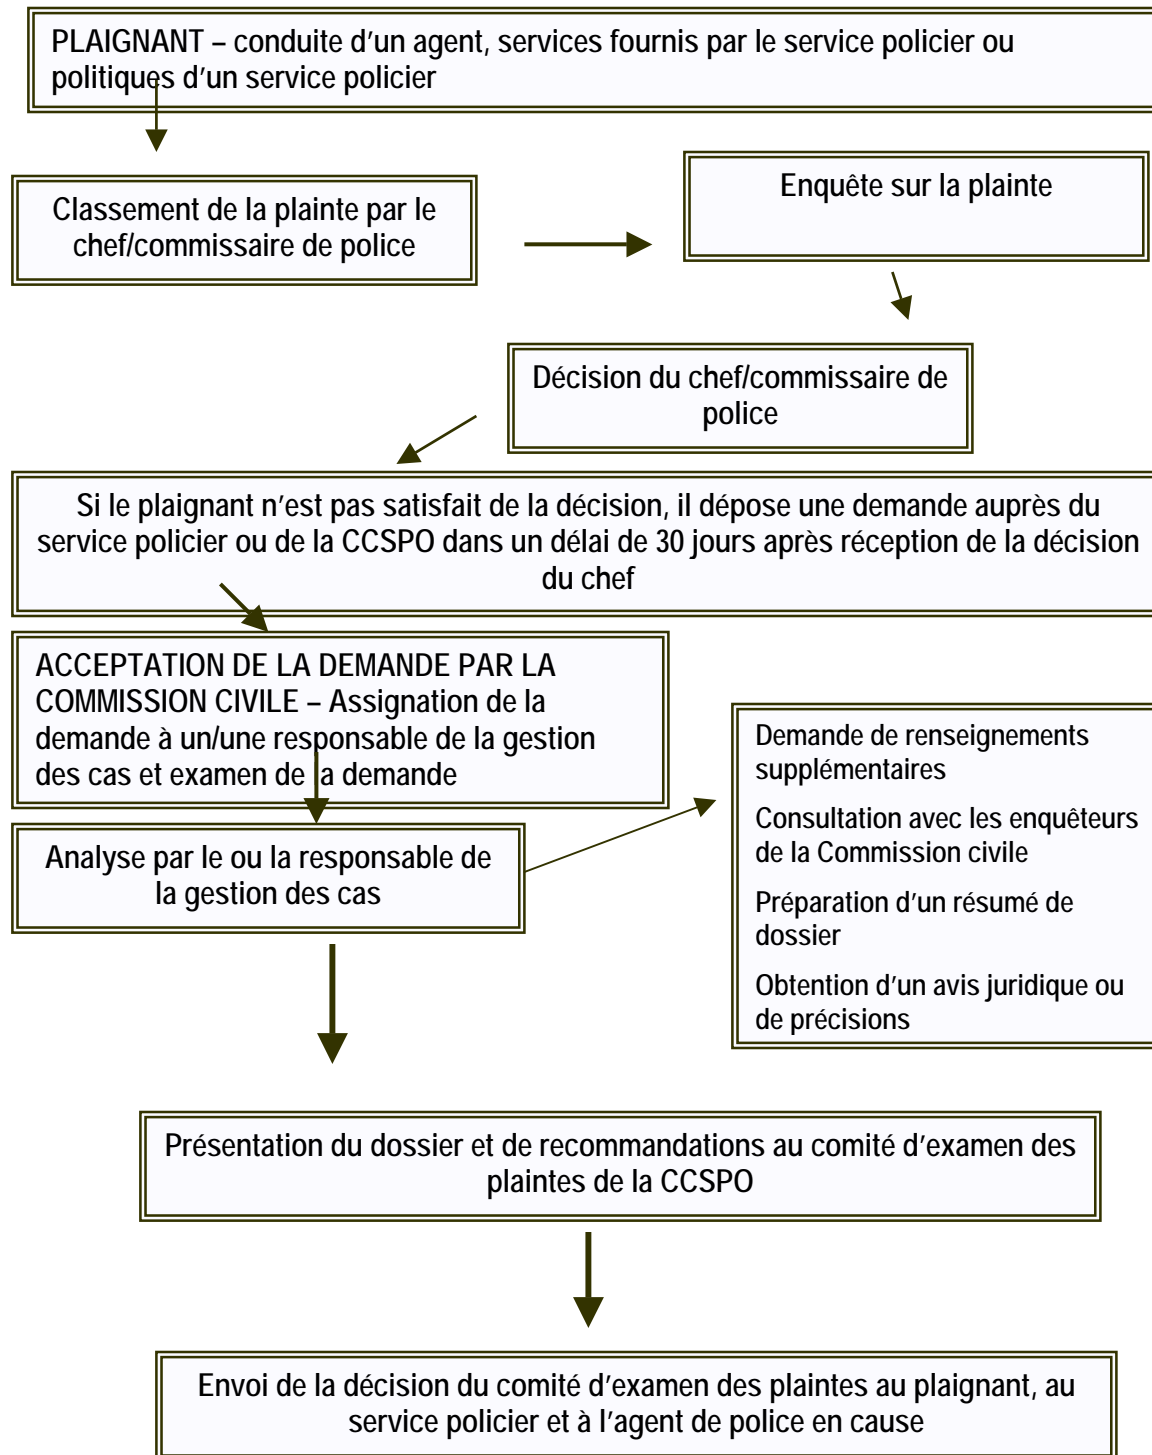 PLAIGNANT – conduite d’un agent, services fournis par le service policier ou
politiques d’un service policier
Classement de la plainte par le
chef/commissaire de police
Enquête sur la plainte
Décision du chef/commissaire de
police
Si le plaignant n’est pas satisfait de la décision, il dépose une demande auprès du
service policier ou de la CCSPO dans un délai de 30 jours après réception de la décision
du chef
ACCEPTATION DE LA DEMANDE PAR LA
COMMISSION CIVILE – Assignation de la
demande à un/une responsable de la gestion
des cas et examen de la demande
Analyse par le ou la responsable de
la gestion des cas
Demande de renseignements
supplémentaires
Consultation avec les enquêteurs
de la Commission civile
Préparation d’un résumé de
dossier
Obtention d’un avis juridique ou
de précisions
Présentation du dossier et de recommandations au comité d’examen des
plaintes de la CCSPO
Envoi de la décision du comité d’examen des plaintes au plaignant, au
service policier et à l’agent de police en cause